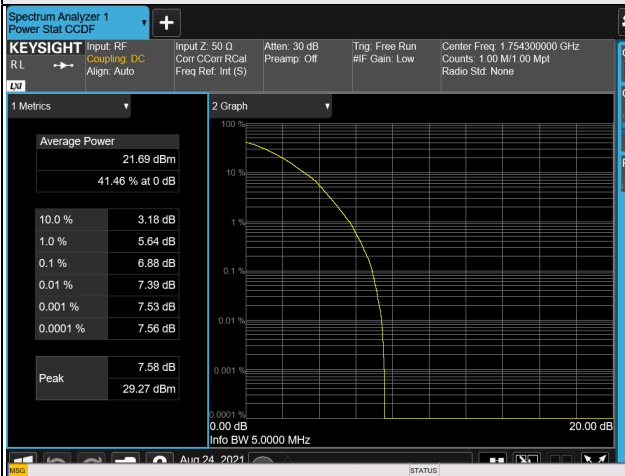 Spectrum Analyzer 1
Power Stat CCDF
KEYSIGHT
RL
LXI
Input: RF
Coupling: DC
Align: Auto
Input Z: 50 Ω
Corr CCorr RCal
Freq Ref: Int (S)
Atten: 30 dB
Preamp: Off
Trig: Free Run
#IF Gain: Low
Center Freq: 1.754300000 GHz
Counts: 1.00 M/1.00 Mpt
Radio Std: None
1 Metrics
Average Power
21.69 dBm
41.46 % at 0 dB
10.0 % 3.18 dB
1.0 % 5.64 dB
0.1 % 6.88 dB
0.01 % 7.39 dB
0.001 % 7.53 dB
0.0001 % 7.56 dB
Peak
7.58 dB
29.27 dBm
2 Graph
100 %
10 %
1 %
0.1 %
0.01 %
0.001 %
0.0001 %
0.00 dB 20.00 dB
Info BW 5.0000 MHz
Aug 24, 2021
MSG STATUS